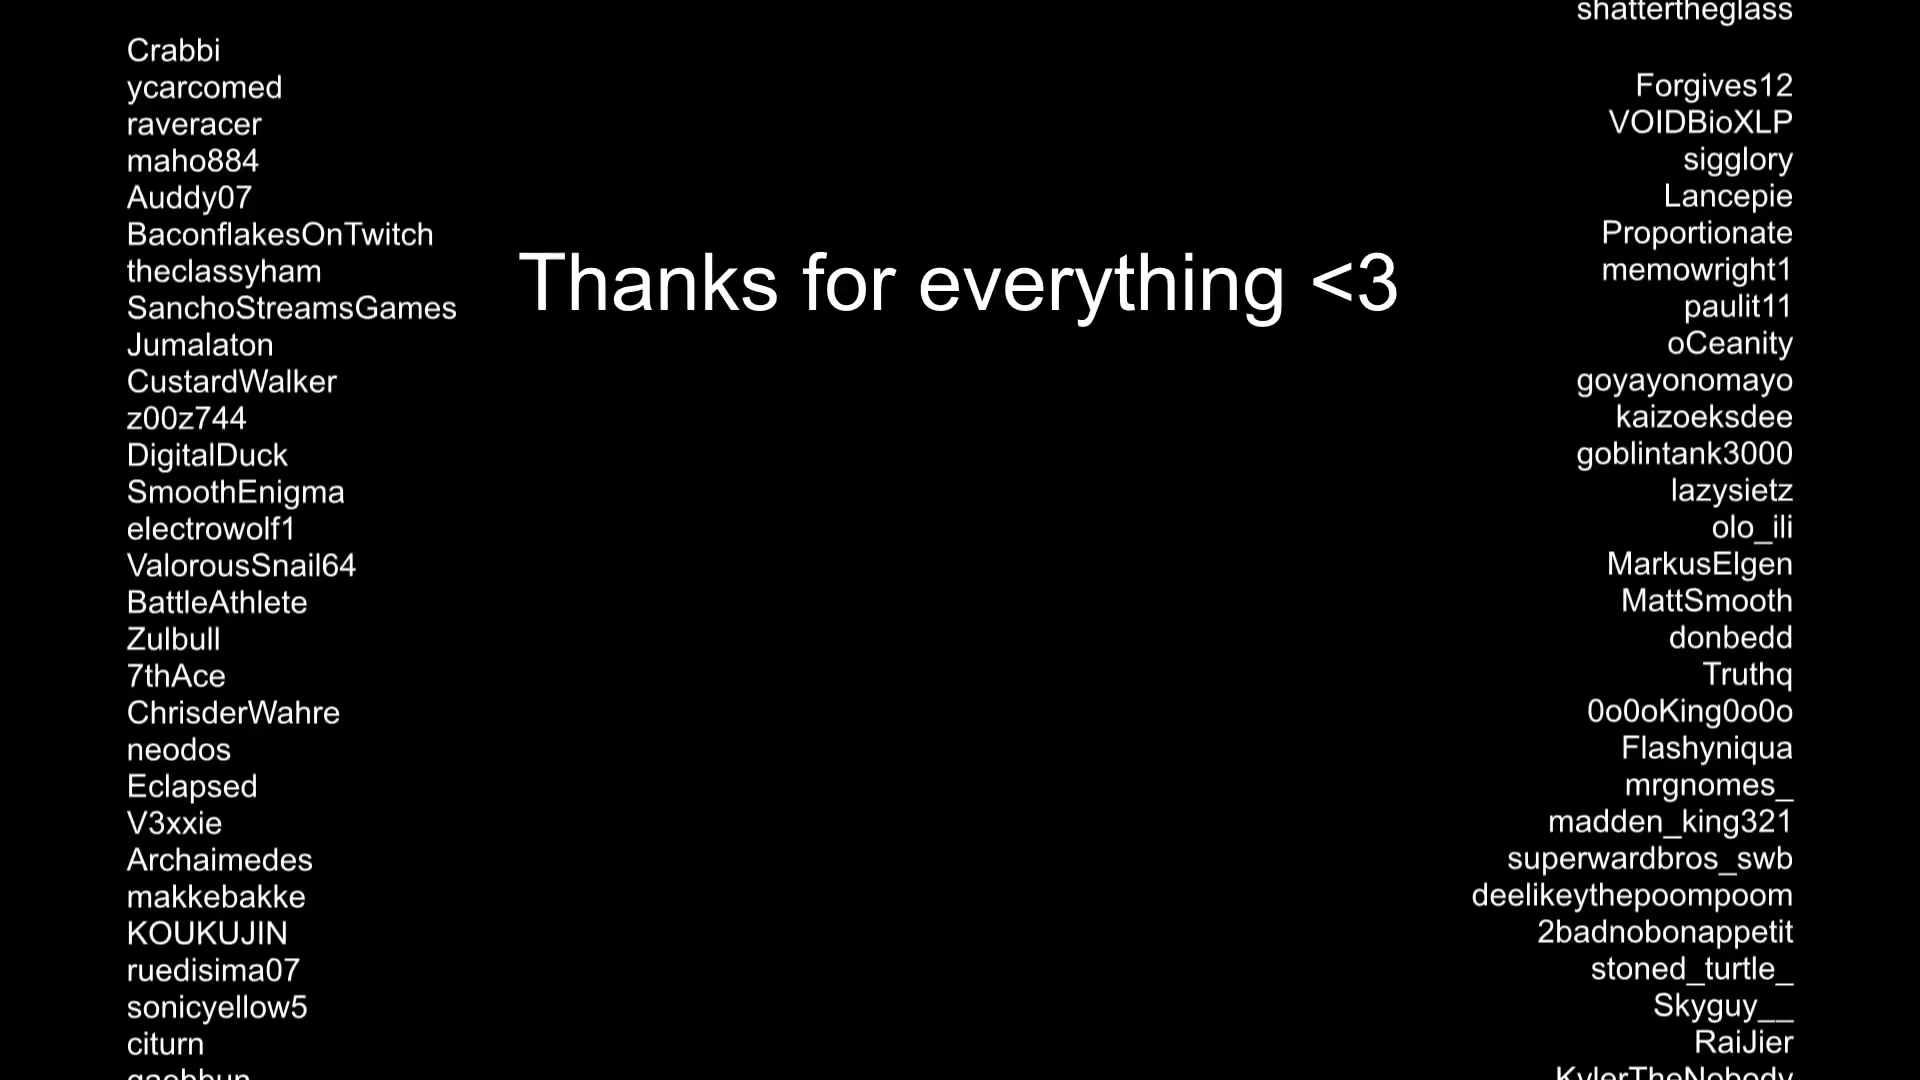 Crabbi
ycarcomed
raveracer
maho884
Auddy07
BaconflakesOnTwitch
theclassyham
SanchoStreamsGames
Jumalaton
CustardWalker
z00z744
DigitalDuck
SmoothEnigma
electrowolf1
ValorousSnail64
BattleAthlete
Zulbull
7thAce
ChrisderWahre
neodos
Eclapsed
V3xxie
Archaimedes
makkebakke
KOUKUJIN
ruedisima07
sonicyellow5
citurn
Thanks for everything <3
shattertheglass
Forgives12
VOIDBioXLP
sigglory
Lancepie
Proportionate
memowright1
paulit11
oCeanity
goyayonomayo
kaizoeksdee
goblintank3000
lazysietz
olo_ili
MarkusElgen
MattSmooth
donbedd
Truthq
0o0oKing0o0o
Flashyniqua
mrgnomes_
madden_king321
superwardbros_swb
deelikeythepoompoom
2badnobonappetit
stoned_turtle_
Skyguy__
RaiJier
KylerTheNobody